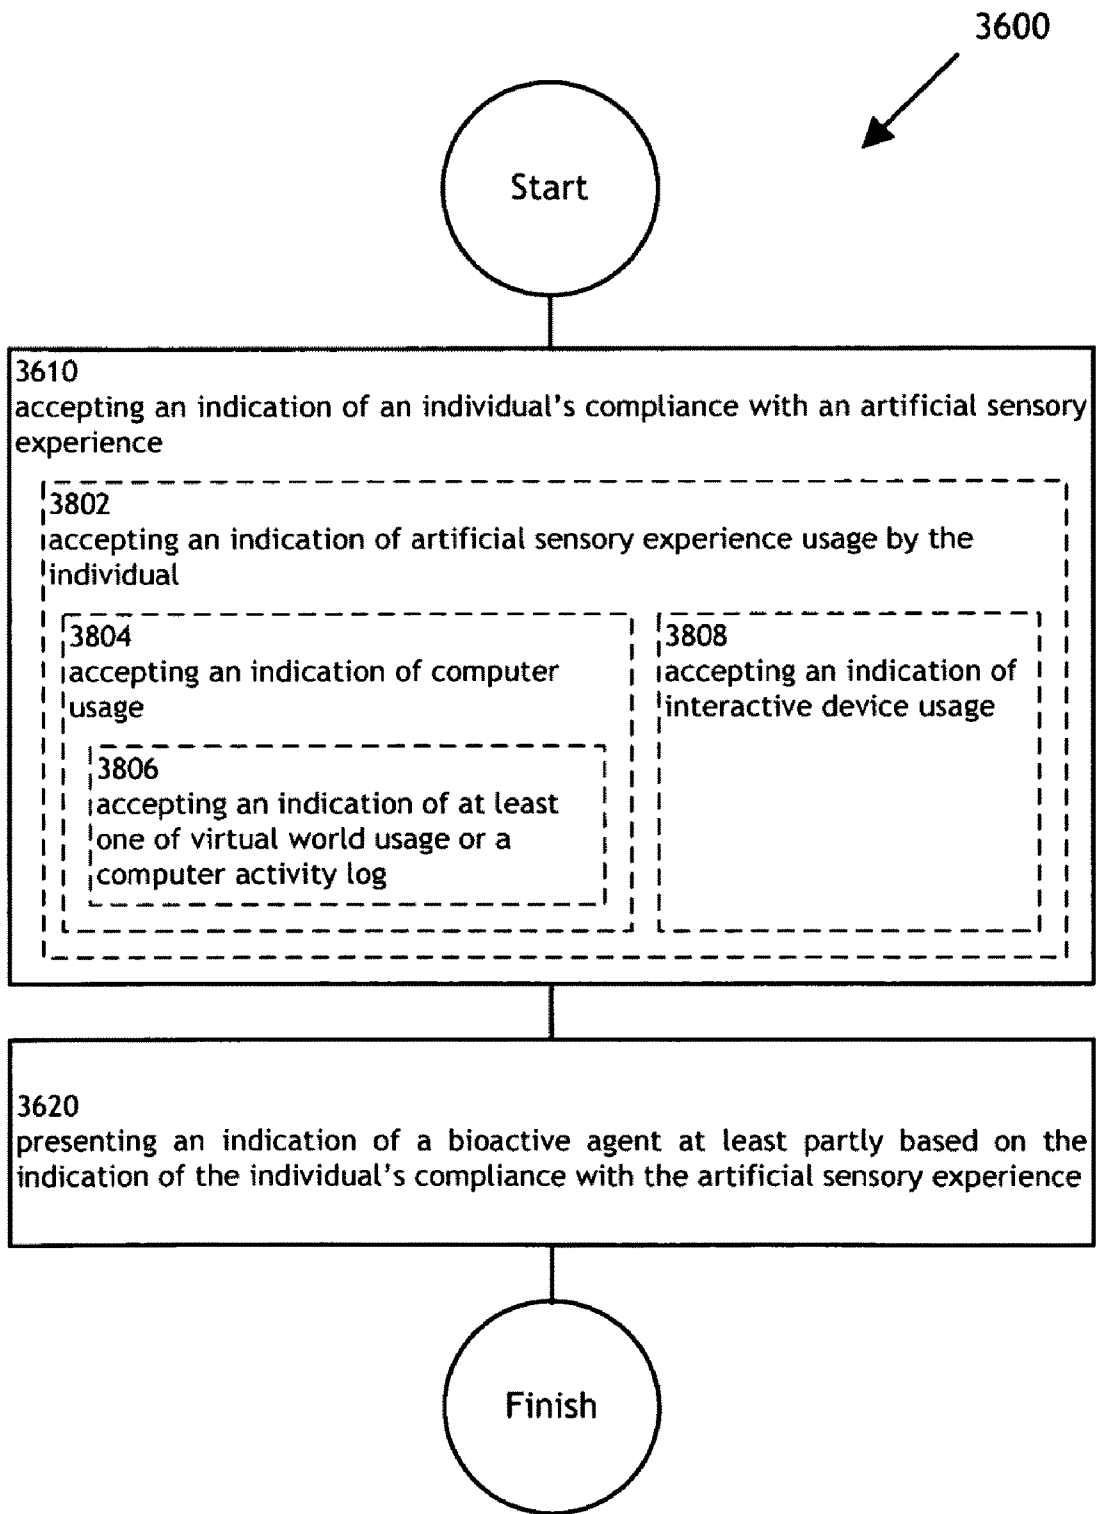 3600
Start
3610
accepting an indication of an individual's compliance with an artificial sensory
experience
3802
accepting an indication of artificial sensory experience usage by the
individual
3804
accepting an indication of computer
usage
3806
accepting an indication of at least
one of virtual world usage or a
computer activity log
3808
accepting an indication of
interactive device usage
3620
presenting an indication of a bioactive agent at least partly based on the
indication of the individual's compliance with the artificial sensory experience
Finish